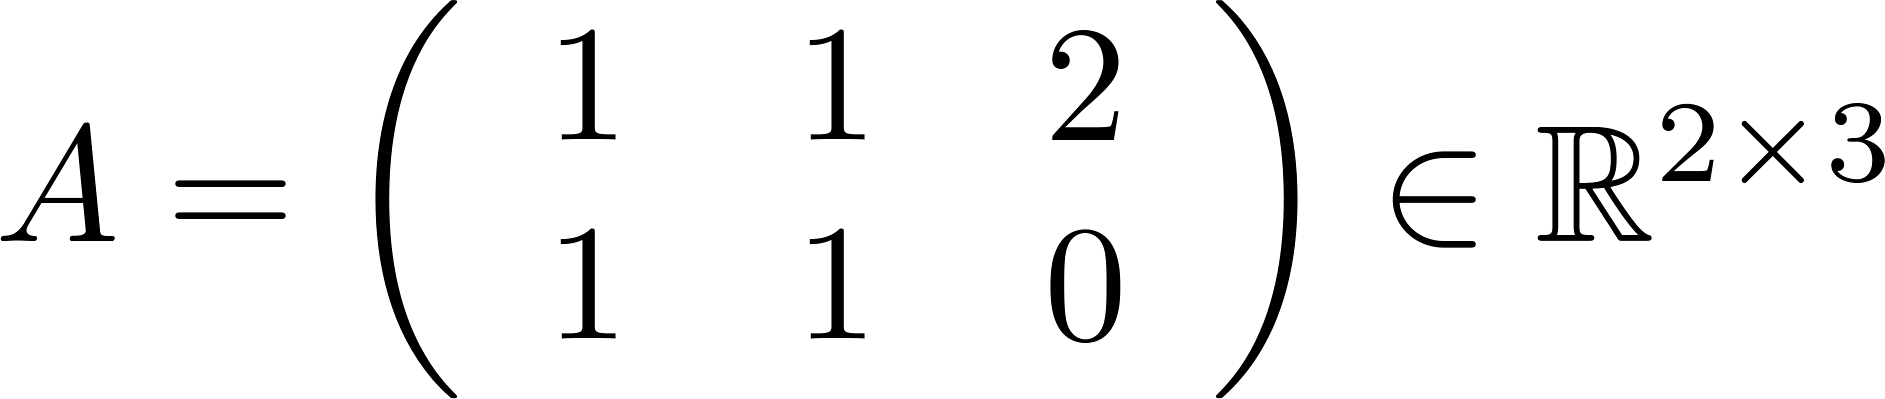 A = ( 1 1 2
1 1 0 ) ∈ ℝ^{2×3}